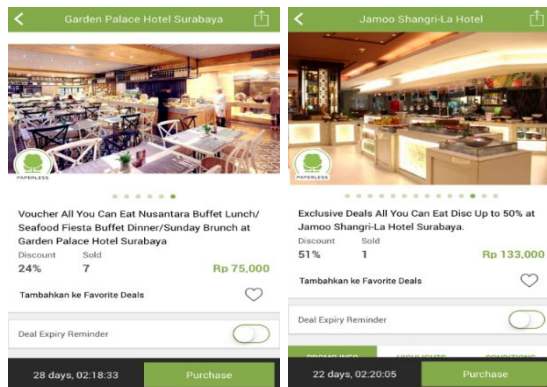 Garden Palace Hotel Surabaya
PAPERLESS
Voucher All You Can Eat Nusantara Buffet Lunch/
Seafood Fiesta Buffet Dinner/Sunday Brunch at
Garden Palace Hotel Surabaya
Discount Sold
24% 7 Rp 75,000
Tambahkan ke Favorite Deals
Deal Expiry Reminder
28 days, 02:18:33 Purchase
Jamoo Shangri-La Hotel
PAPERLESS
Exclusive Deals All You Can Eat Disc Up to 50% at
Jamoo Shangri-La Hotel Surabaya.
Discount Sold
51% 1 Rp 133,000
Tambahkan ke Favorite Deals
Deal Expiry Reminder
PROMO INFO HIGHLIGHTS CONDITIONS
22 days, 02:20:05 Purchase